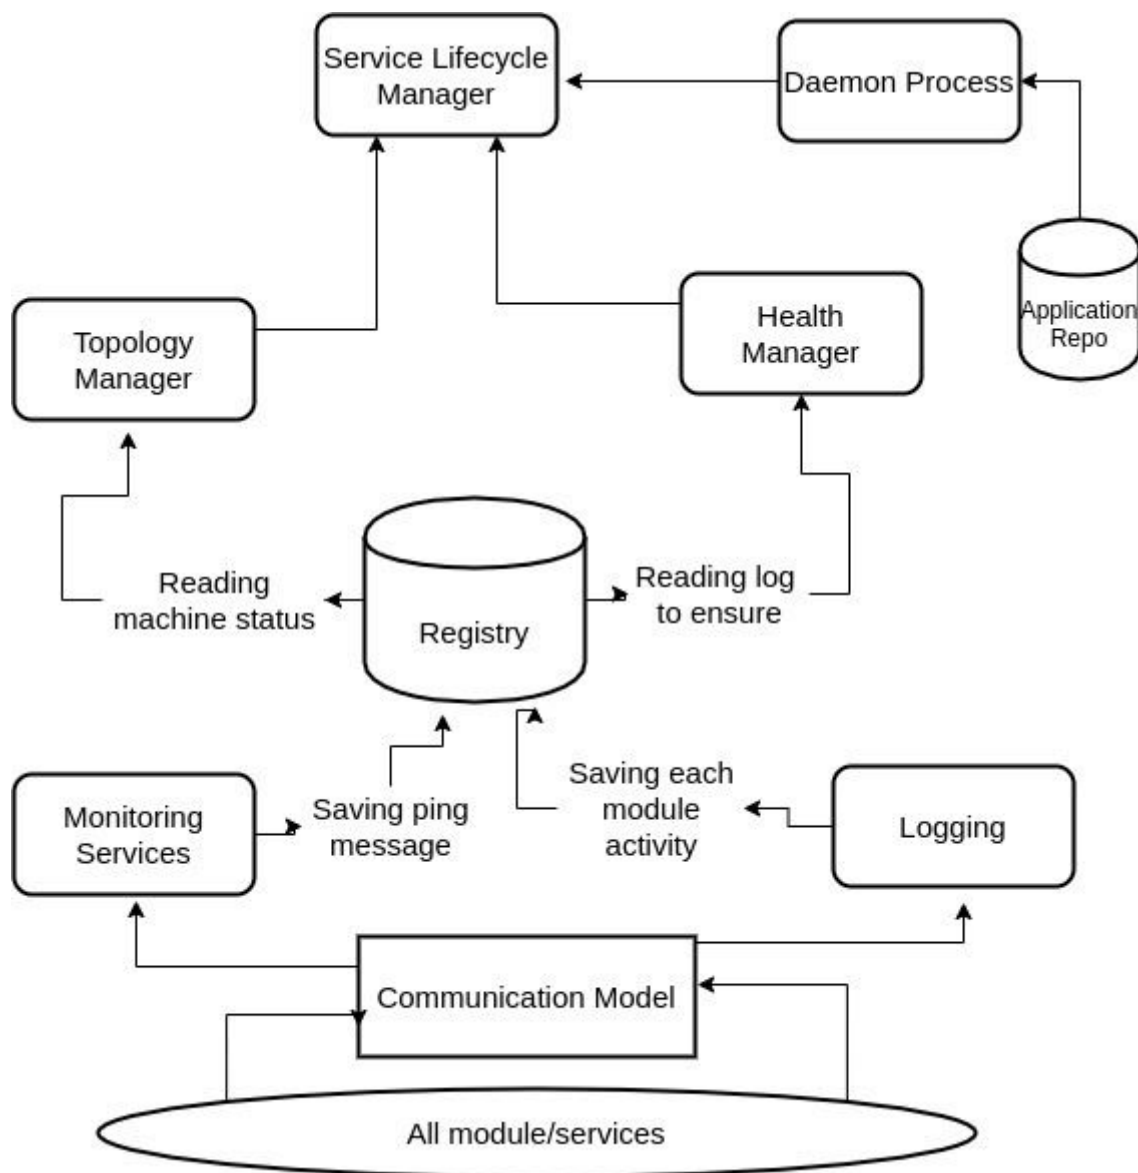 Service Lifecycle
Manager
Daemon Process
Application
Repo
Health
Manager
Topology
Manager
Reading
machine status
Registry
Reading log
to ensure
Monitoring
Services
Saving ping
message
Saving each
module
activity
Logging
Communication Model
All module/services